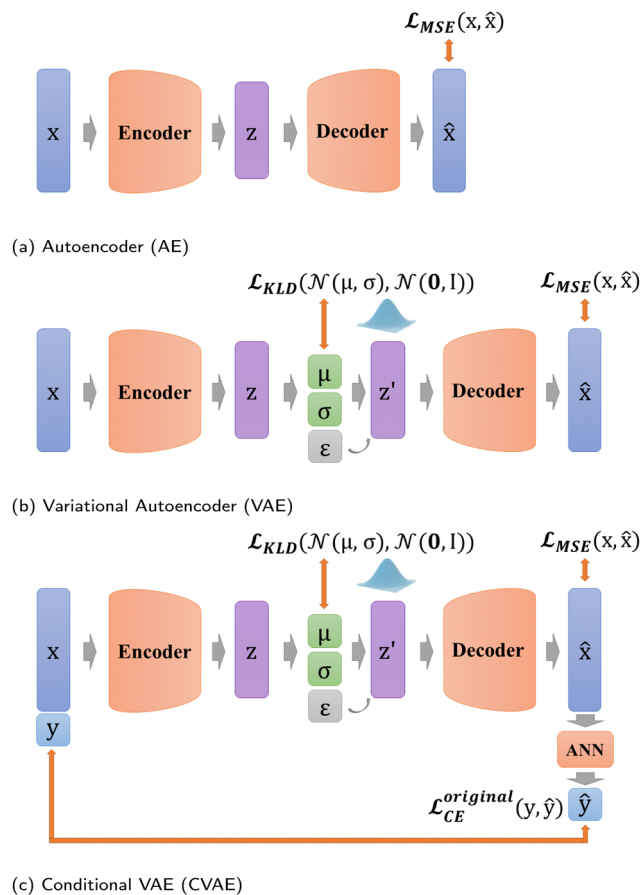 ℒ_MSE(x, x̂)
x Encoder z Decoder x̂
(a) Autoencoder (AE)
ℒ_KLD(𝒩(μ, σ), 𝒩(𝟎, I)) ℒ_MSE(x, x̂)
x Encoder z μ z' Decoder x̂
σ
ε
(b) Variational Autoencoder (VAE)
ℒ_KLD(𝒩(μ, σ), 𝒩(𝟎, I)) ℒ_MSE(x, x̂)
x Encoder z μ z' Decoder x̂
σ
ε
y
ANN
ℒ_CE^original(y, ŷ) ŷ
(c) Conditional VAE (CVAE)